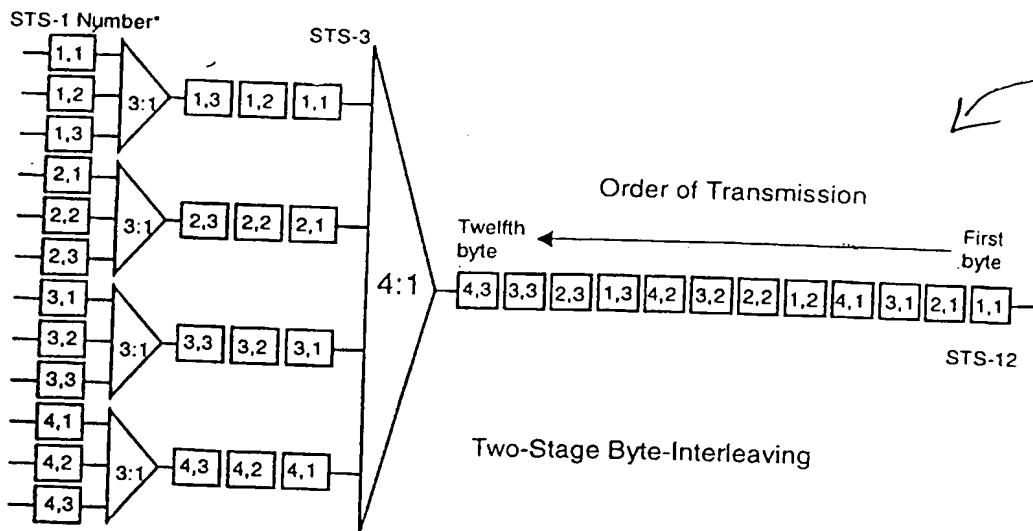 STS-1 Number*
1,1
1,2
1,3
2,1
2,2
2,3
3,1
3,2
3,3
4,1
4,2
4,3
3:1
3:1
3:1
3:1
1,3 1,2 1,1
2,3 2,2 2,1
3,3 3,2 3,1
4,3 4,2 4,1
STS-3
4:1
Order of Transmission
Twelfth
byte
First
byte
4,3 3,3 2,3 1,3 4,2 3,2 2,2 1,2 4,1 3,1 2,1 1,1
STS-12
Two-Stage Byte-Interleaving